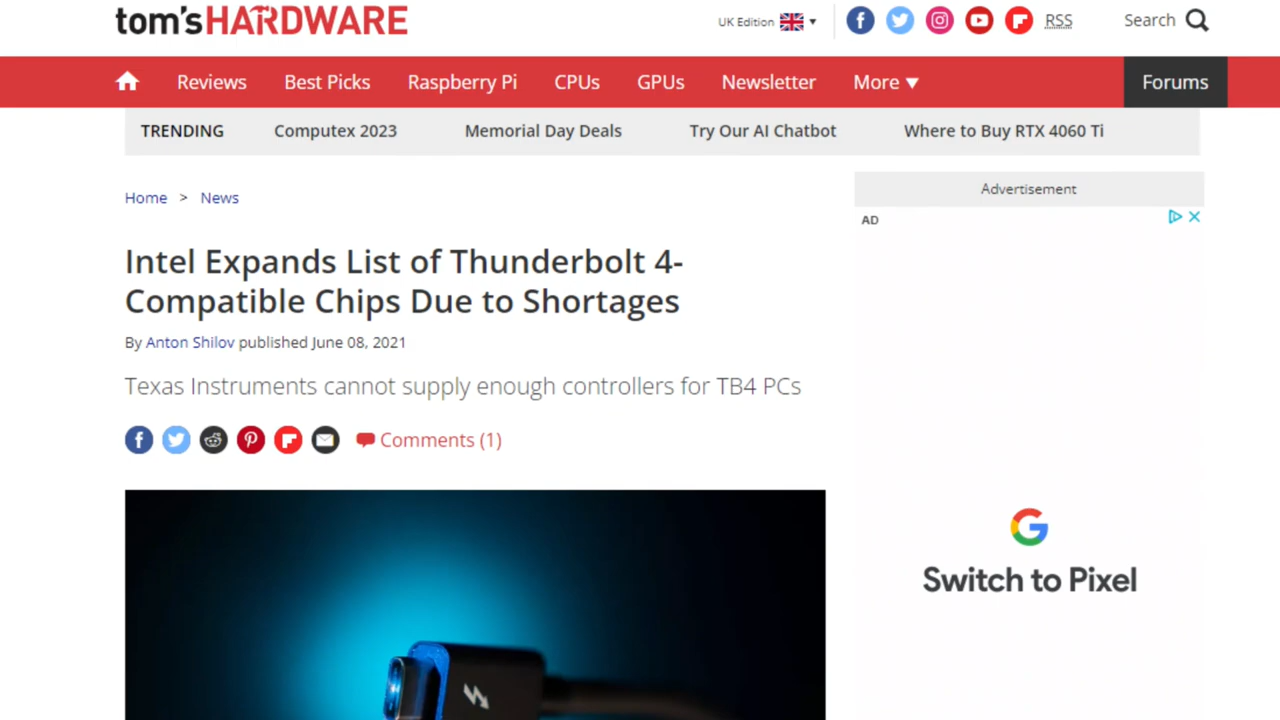 tom'sHARDWARE
UK Edition
RSS
Search
Reviews
Best Picks
Raspberry Pi
CPUs
GPUs
Newsletter
More
Forums
TRENDING
Computex 2023
Memorial Day Deals
Try Our AI Chatbot
Where to Buy RTX 4060 Ti
Home > News
Intel Expands List of Thunderbolt 4-
Compatible Chips Due to Shortages
By Anton Shilov published June 08, 2021
Texas Instruments cannot supply enough controllers for TB4 PCs
Comments (1)
Advertisement
AD
Switch to Pixel